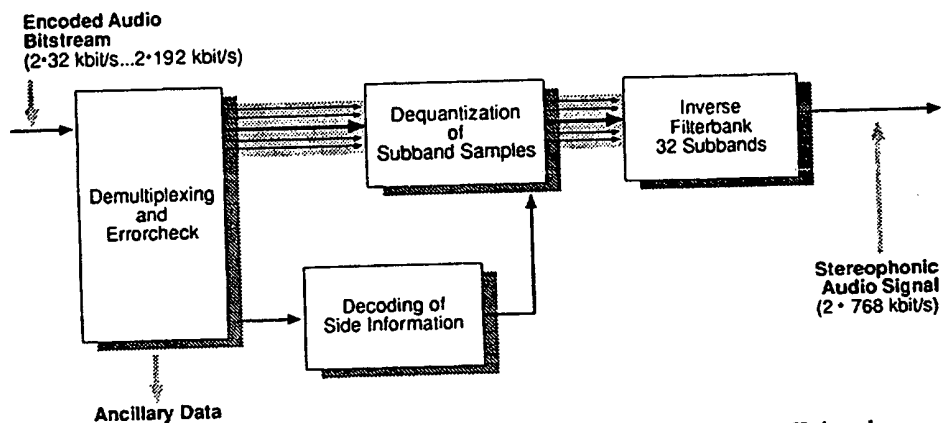 Encoded Audio
Bitstream
(2•32 kbit/s...2•192 kbit/s)
Demultiplexing
and
Errorcheck
Dequantization
of
Subband Samples
Inverse
Filterbank
32 Subbands
Decoding of
Side Information
Stereophonic
Audio Signal
(2 • 768 kbit/s)
Ancillary Data